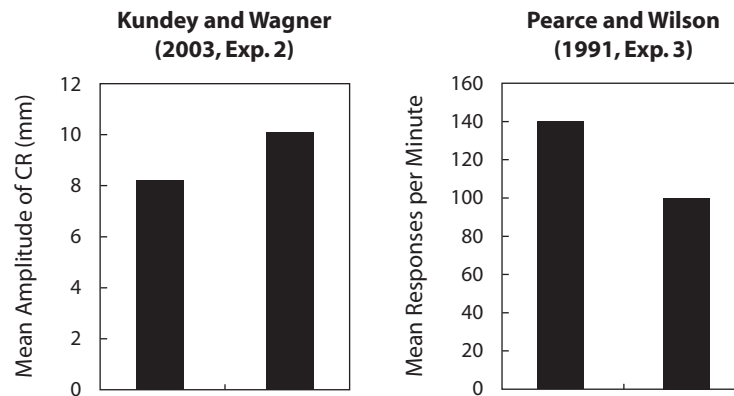 Kundey and Wagner
(2003, Exp. 2)
Mean Amplitude of CR (mm)
12
10
8
6
4
2
0
Pearce and Wilson
(1991, Exp. 3)
Mean Responses per Minute
160
140
120
100
80
60
40
20
0